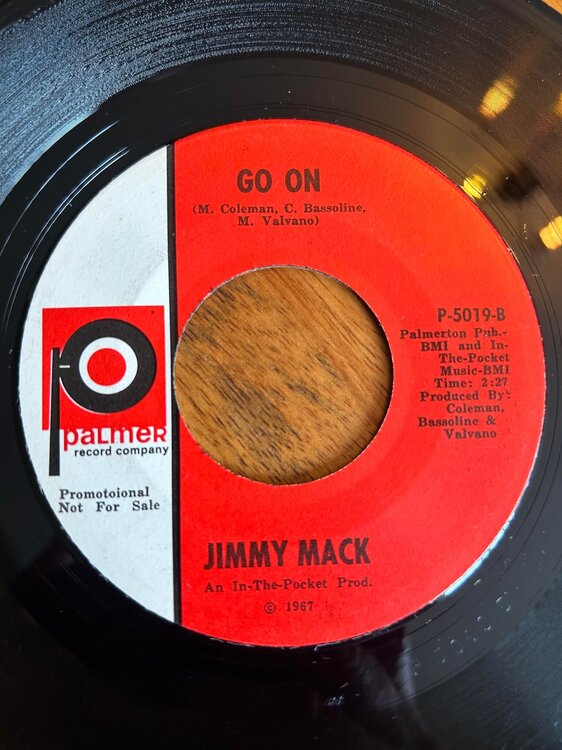 GO ON
(M. Coleman, C. Bassoline,
M. Valvano)
P-5019-B
Palmerton Pub.-
BMI and In-
The-Pocket
Music-BMI
Time: 2:27
Produced By:
Coleman,
Bassoline &
Valvano
palmer
record company
Promotoional
Not For Sale
JIMMY MACK
An In-The-Pocket Prod.
© 1967